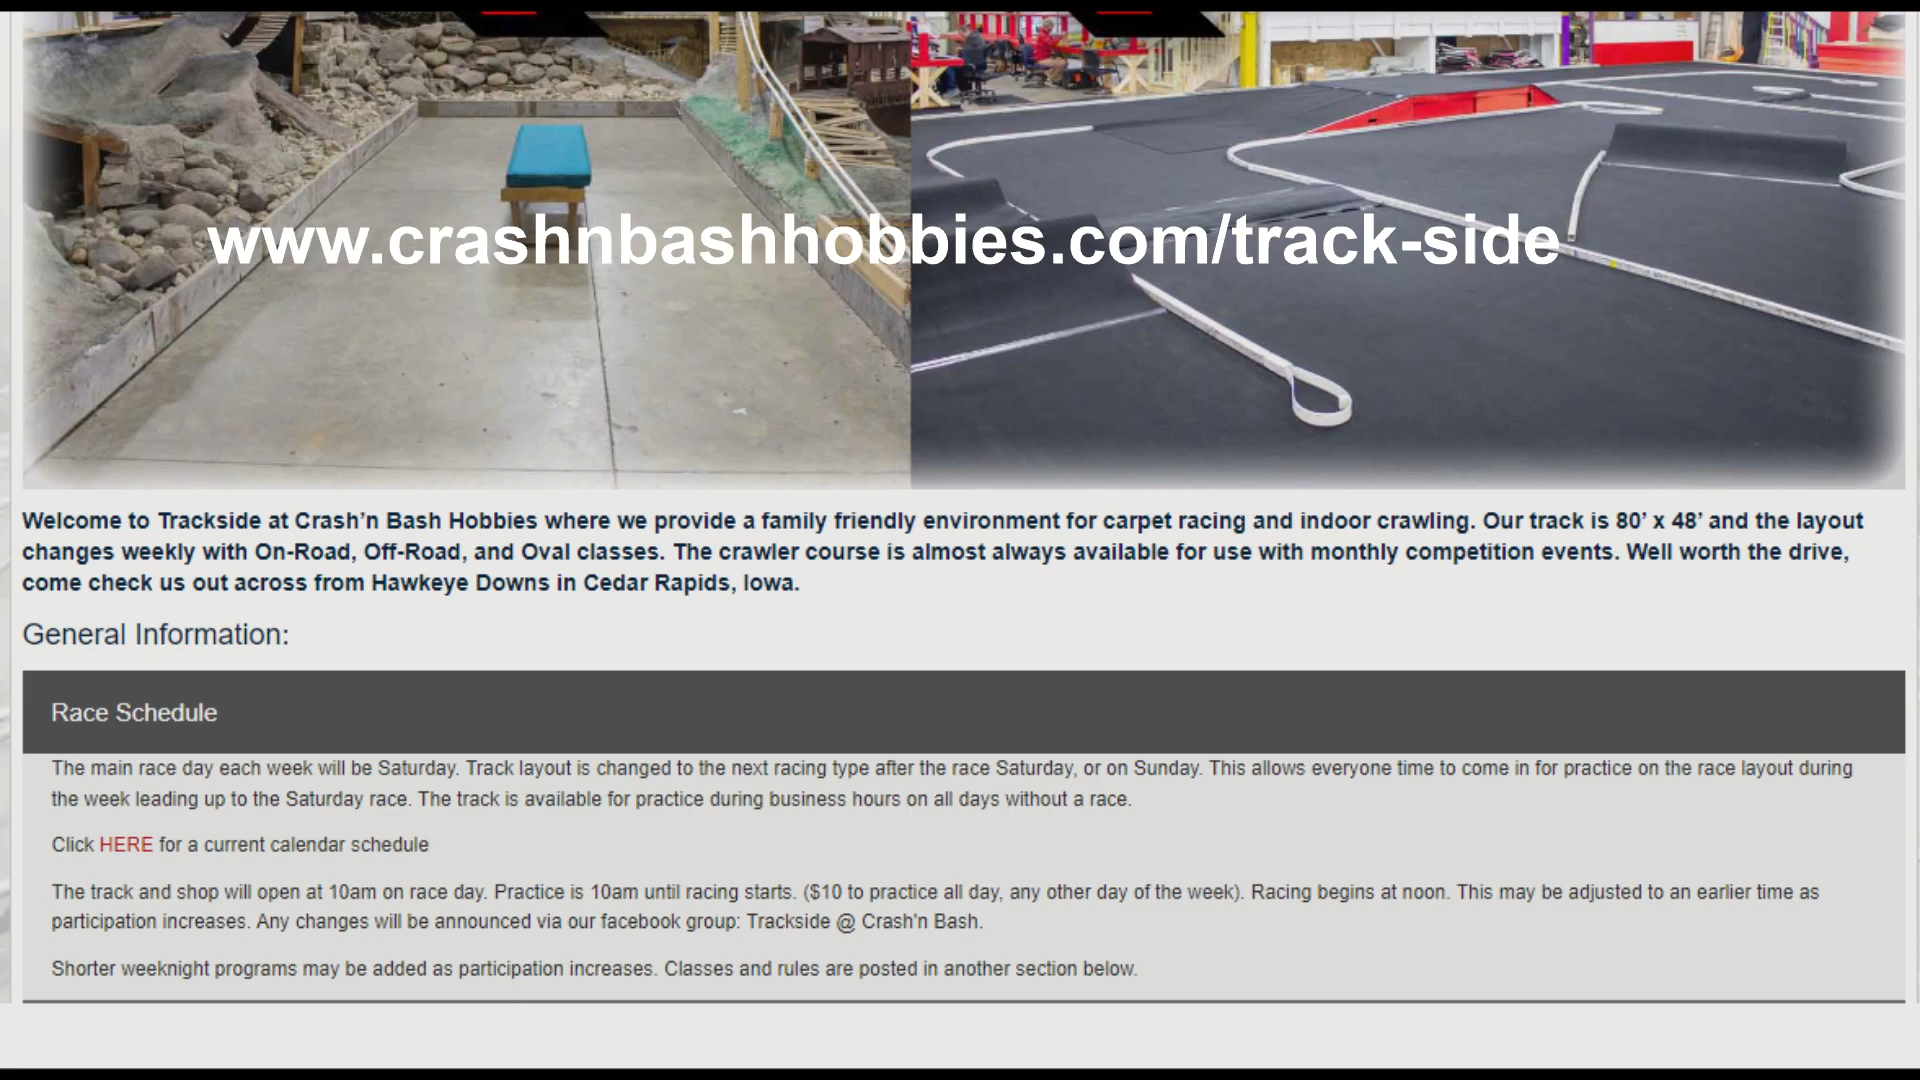 www.crashnbashhobbies.com/track-side
Welcome to Trackside at Crash’n Bash Hobbies where we provide a family friendly environment for carpet racing and indoor crawling. Our track is 80’ x 48’ and the layout
changes weekly with On-Road, Off-Road, and Oval classes. The crawler course is almost always available for use with monthly competition events. Well worth the drive,
come check us out across from Hawkeye Downs in Cedar Rapids, Iowa.
General Information:
Race Schedule
The main race day each week will be Saturday. Track layout is changed to the next racing type after the race Saturday, or on Sunday. This allows everyone time to come in for practice on the race layout during
the week leading up to the Saturday race. The track is available for practice during business hours on all days without a race.
Click HERE for a current calendar schedule
The track and shop will open at 10am on race day. Practice is 10am until racing starts. ($10 to practice all day, any other day of the week). Racing begins at noon. This may be adjusted to an earlier time as
participation increases. Any changes will be announced via our facebook group: Trackside @ Crash'n Bash.
Shorter weeknight programs may be added as participation increases. Classes and rules are posted in another section below.